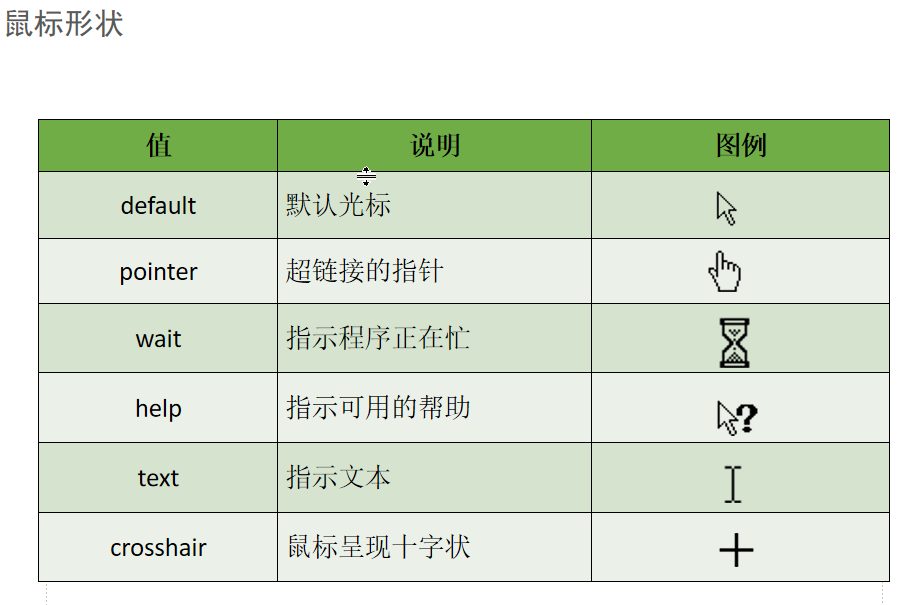 鼠标形状
值 说明 图例
default 默认光标
pointer 超链接的指针
wait 指示程序正在忙
help 指示可用的帮助
text 指示文本
crosshair 鼠标呈现十字状